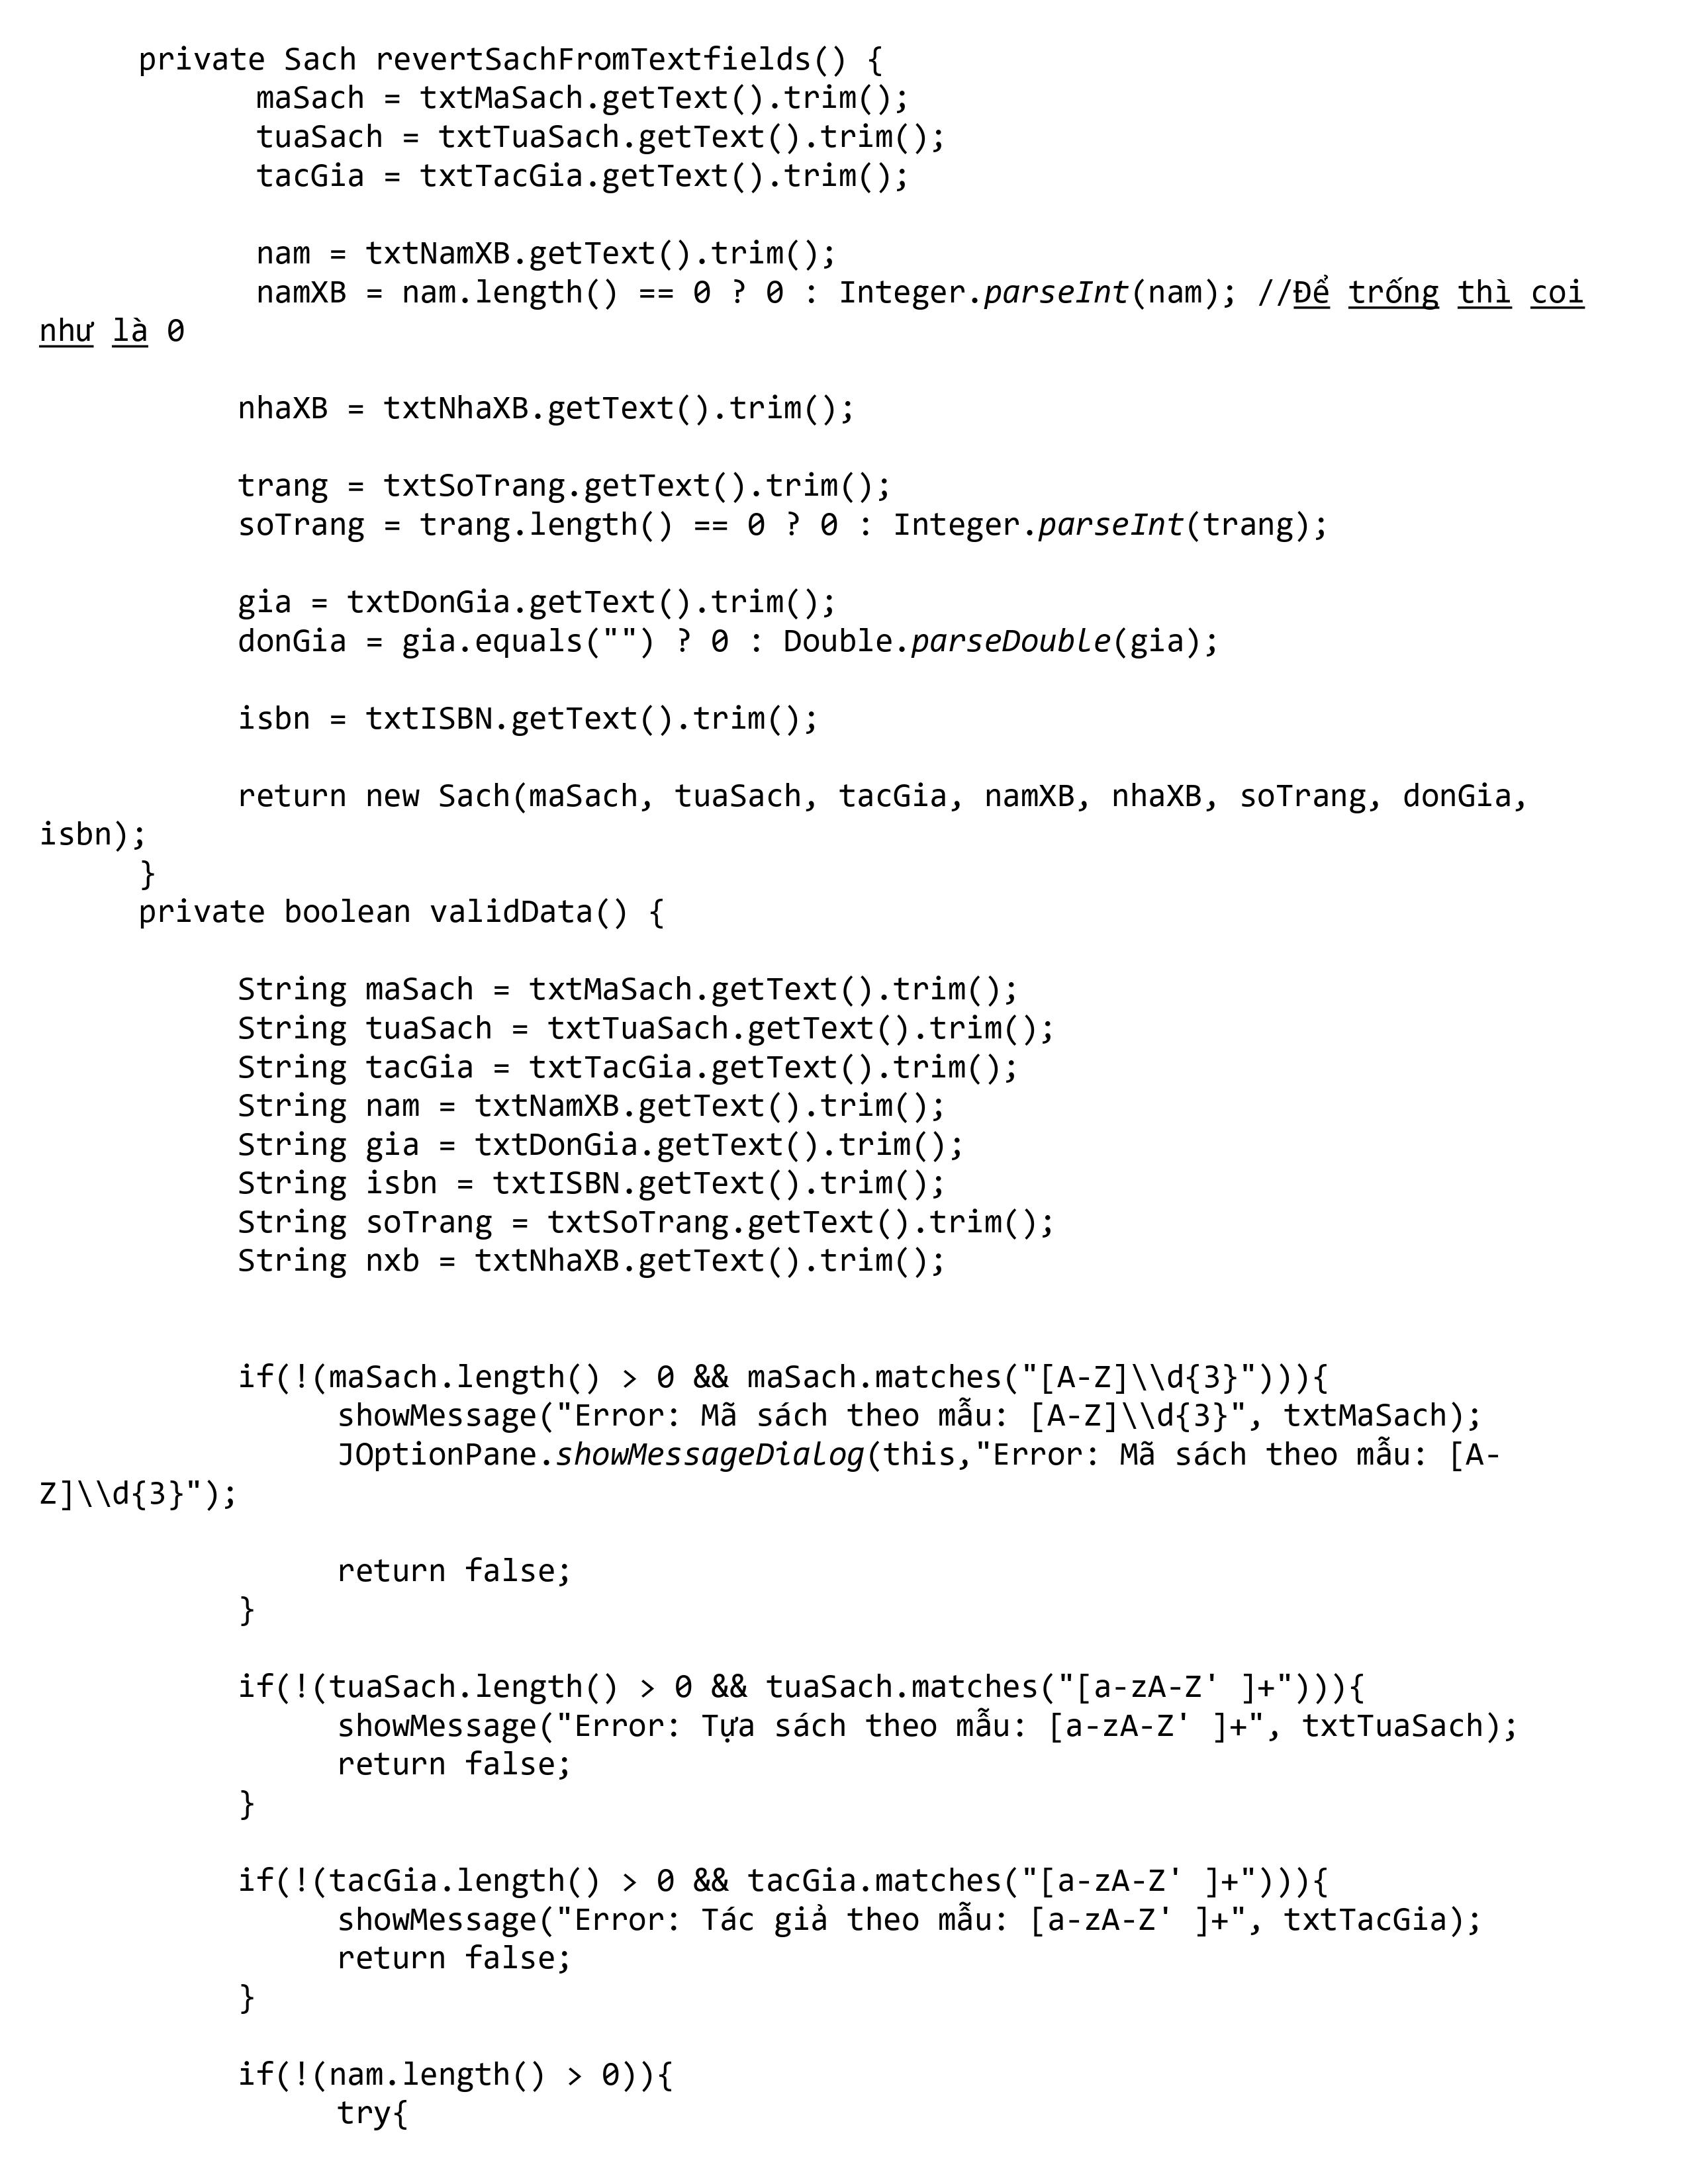 private Sach revertSachFromTextfields() {
maSach = txtMaSach.getText().trim();
tuaSach = txtTuaSach.getText().trim();
tacGia = txtTacGia.getText().trim();
nam = txtNamXB.getText().trim();
namXB = nam.length() == 0 ? 0 : Integer.parseInt(nam); //Để trống thì coi
như là 0
nhaXB = txtNhaXB.getText().trim();
trang = txtSoTrang.getText().trim();
soTrang = trang.length() == 0 ? 0 : Integer.parseInt(trang);
gia = txtDonGia.getText().trim();
donGia = gia.equals("") ? 0 : Double.parseDouble(gia);
isbn = txtISBN.getText().trim();
return new Sach(maSach, tuaSach, tacGia, namXB, nhaXB, soTrang, donGia,
isbn);
}
private boolean validData() {
String maSach = txtMaSach.getText().trim();
String tuaSach = txtTuaSach.getText().trim();
String tacGia = txtTacGia.getText().trim();
String nam = txtNamXB.getText().trim();
String gia = txtDonGia.getText().trim();
String isbn = txtISBN.getText().trim();
String soTrang = txtSoTrang.getText().trim();
String nxb = txtNhaXB.getText().trim();
if(!(maSach.length() > 0 && maSach.matches("[A-Z]\\d{3}"))){
showMessage("Error: Mã sách theo mẫu: [A-Z]\\d{3}", txtMaSach);
JOptionPane.showMessageDialog(this,"Error: Mã sách theo mẫu: [A-
Z]\\d{3}");
return false;
}
if(!(tuaSach.length() > 0 && tuaSach.matches("[a-zA-Z' ]+"))){
showMessage("Error: Tựa sách theo mẫu: [a-zA-Z' ]+", txtTuaSach);
return false;
}
if(!(tacGia.length() > 0 && tacGia.matches("[a-zA-Z' ]+"))){
showMessage("Error: Tác giả theo mẫu: [a-zA-Z' ]+", txtTacGia);
return false;
}
if(!(nam.length() > 0)){
try{